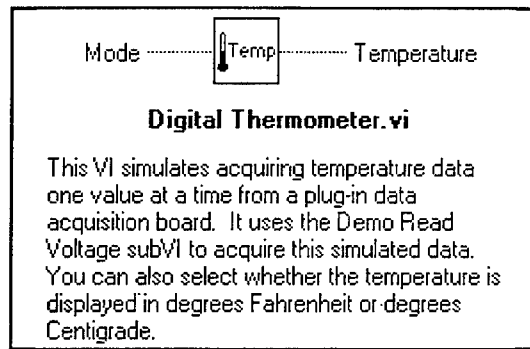 Mode Temp Temperature
Digital Thermometer.vi
This VI simulates acquiring temperature data
one value at a time from a plug-in data
acquisition board. It uses the Demo Read
Voltage subVI to acquire this simulated data.
You can also select whether the temperature is
displayed in degrees Fahrenheit or degrees
Centigrade.